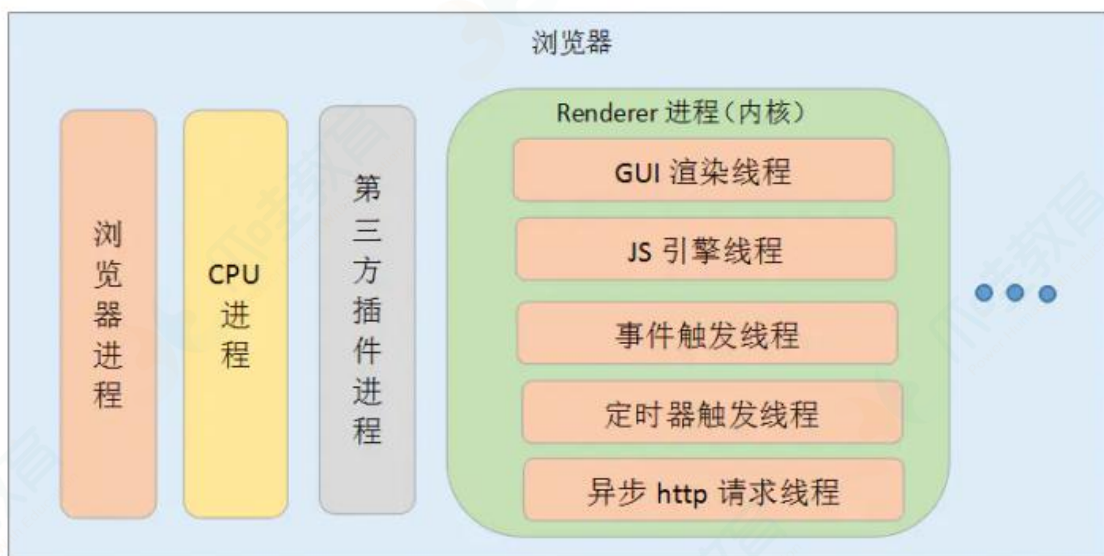 浏览器
浏览器进程
CPU
进程
第三方插件进程
Renderer 进程（内核）
GUI 渲染线程
JS 引擎线程
事件触发线程
定时器触发线程
异步 http 请求线程